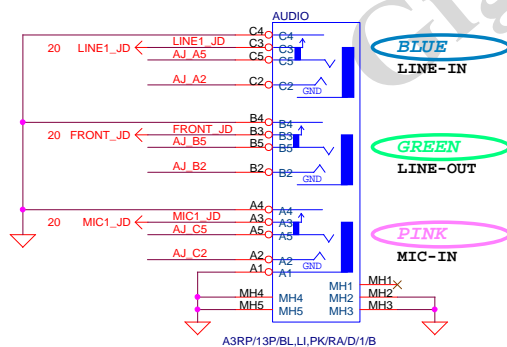 AUDIO
C4 C4
20 LINE1_JD LINE1_JD C3 C3
AJ_A5 C5 C5
AJ_A2 C2 C2
GND
BLUE
LINE-IN
B4 B4
20 FRONT_JD FRONT_JD B3 B3
AJ_B5 B5 B5
AJ_B2 B2 B2
GND
GREEN
LINE-OUT
A4 A4
20 MIC1_JD MIC1_JD A3 A3
AJ_C5 A5 A5
AJ_C2 A2 A2
GND
A1 A1
PINK
MIC-IN
MH1 MH1
MH4 MH4 MH2 MH2
MH5 MH5 MH3 MH3
A3RP/13P/BL,LI,PK/RA/D/1/B